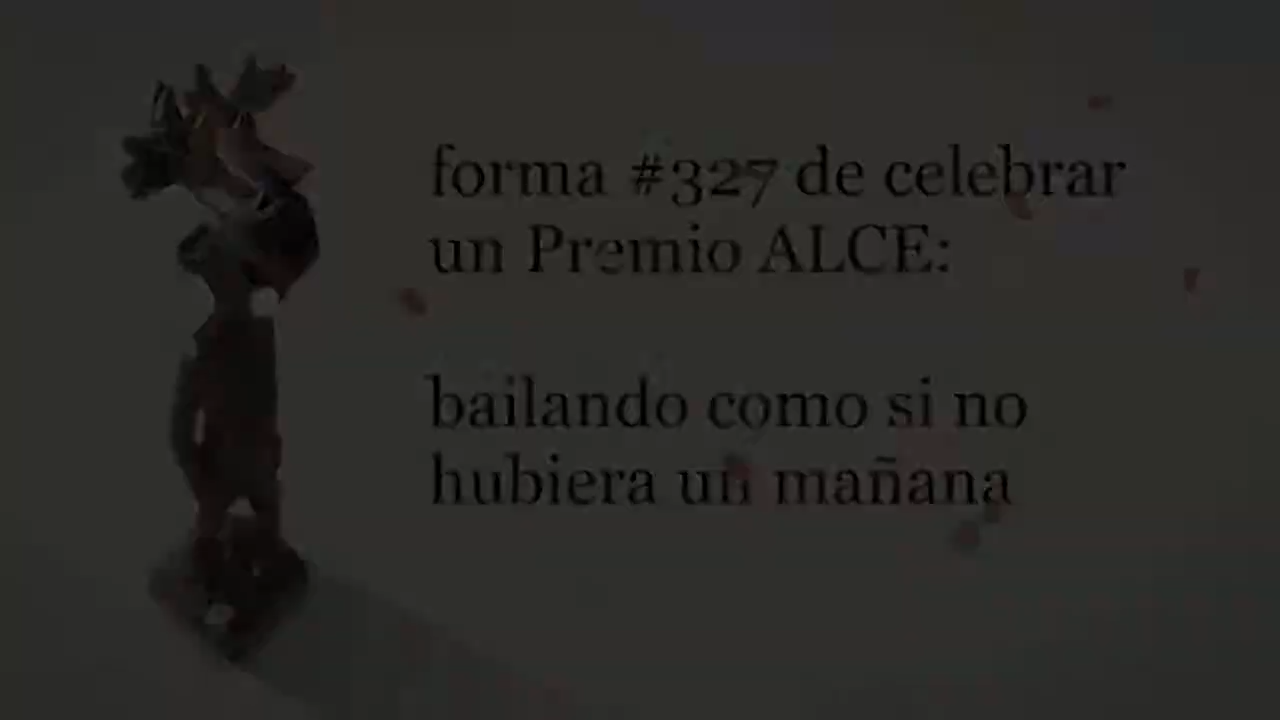 forma #327 de celebrar
un Premio ALCE:
bailando como si no
hubiera un mañana